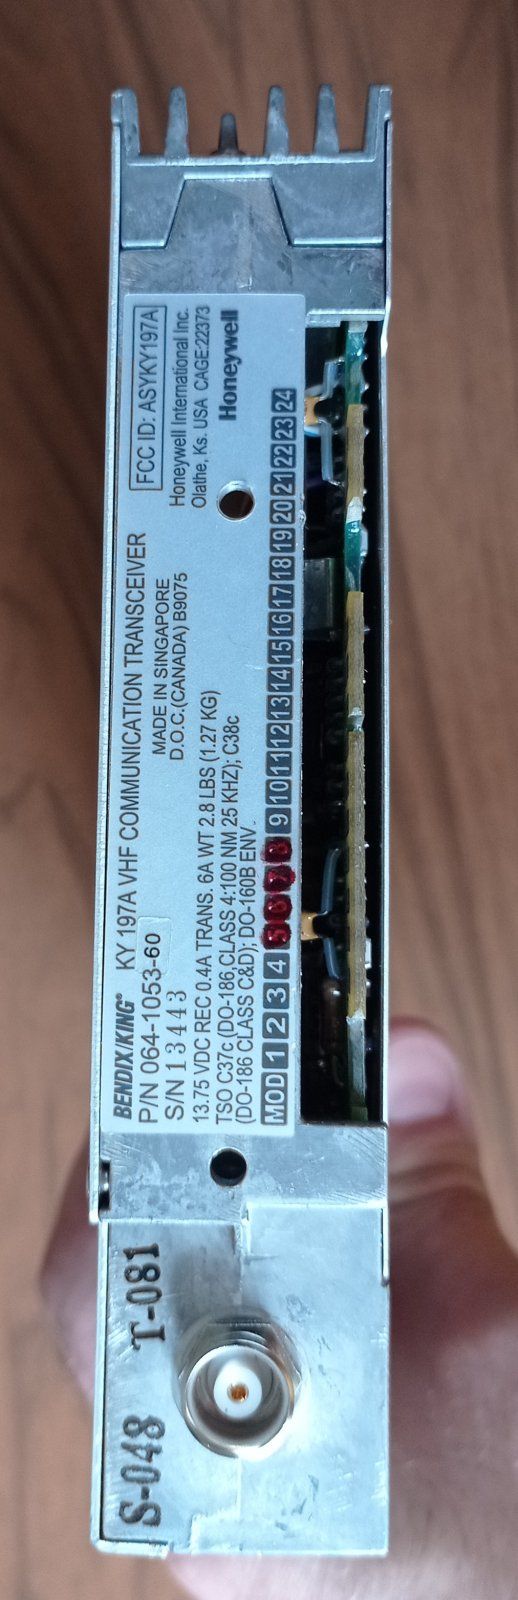 BENDIX/KING® KY 197A VHF COMMUNICATION TRANSCEIVER
FCC ID: ASYKY197A
P/N 064-1053-60
MADE IN SINGAPORE
Honeywell International Inc.
S/N 13443
D.O.C.(CANADA) B9075
Olathe, Ks. USA CAGE-22373
13.75 VDC REC 0.4A TRANS. 6A WT 2.8 LBS (1.27 KG)
Honeywell
TSO C37c (DO-186,CLASS 4:100 NM 25 KHZ); C38c
(DO-186 CLASS C&D); DO-160B ENV.
MOD 1 2 3 4 5 6 7 8 9 10 11 12 13 14 15 16 17 18 19 20 21 22 23 24
S-048 T-081